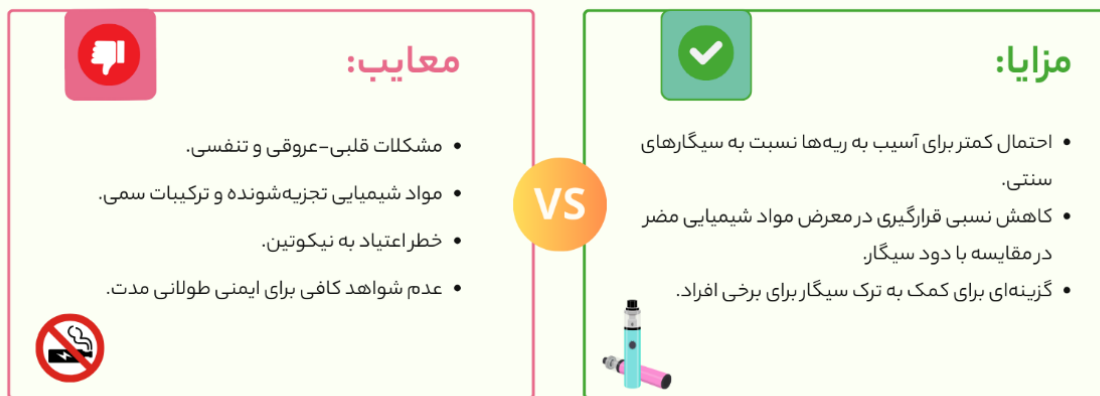 مزایا:
• احتمال کمتر برای آسیب به ریه‌ها نسبت به سیگارهای
سنتی.
• کاهش نسبی قرارگیری در معرض مواد شیمیایی مضر
در مقایسه با دود سیگار.
• گزینه‌ای برای کمک به ترک سیگار برای برخی افراد.
VS
معایب:
• مشکلات قلبی-عروقی و تنفسی.
• مواد شیمیایی تجزیه‌شونده و ترکیبات سمی.
• خطر اعتیاد به نیکوتین.
• عدم شواهد کافی برای ایمنی طولانی مدت.